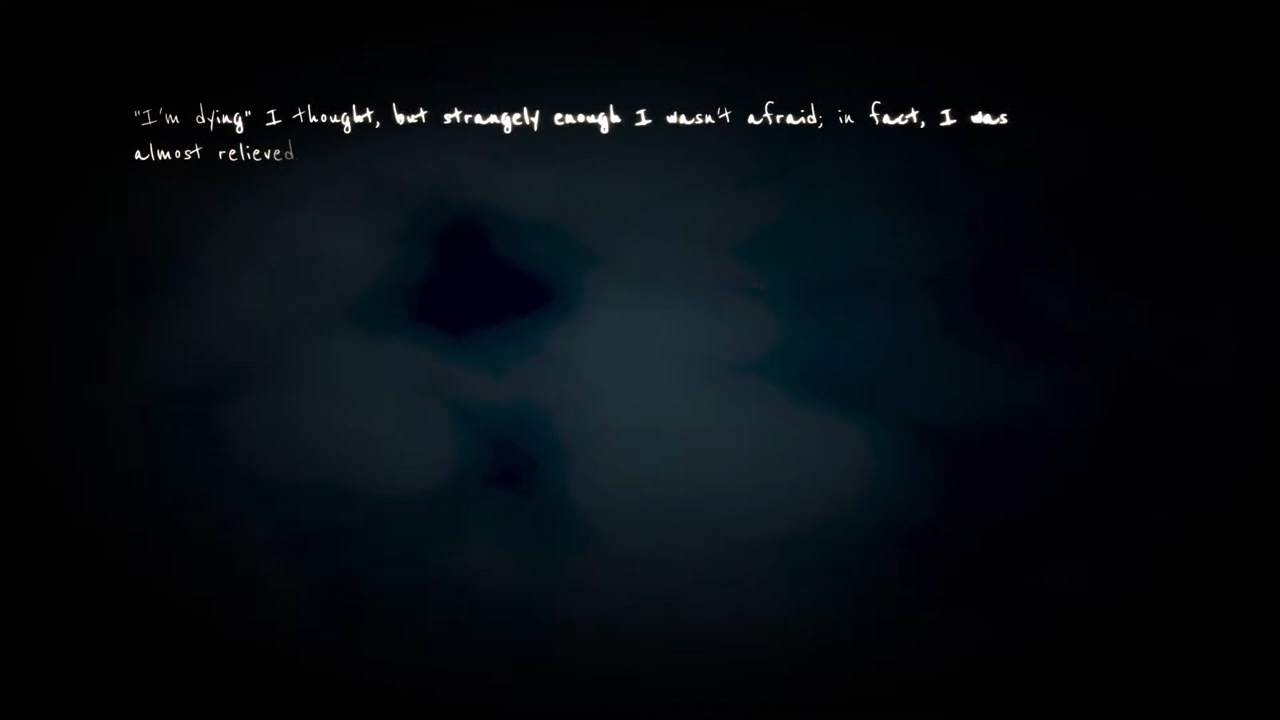 "I'm dying" I thought, but strangely enough I wasn't afraid; in fact, I was
almost relieved.